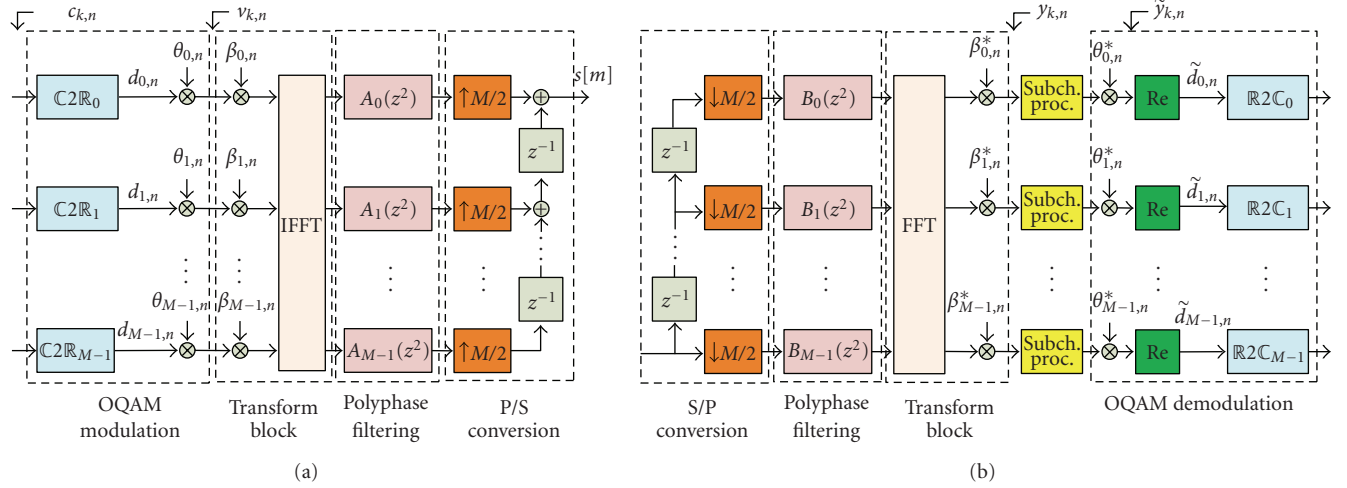 c_{k,n}
v_{k,n}
θ_{0,n} β_{0,n}
ℂ2ℝ_0 d_{0,n} A_0(z^2) ↑M/2 s[m]
z^{-1}
θ_{1,n} β_{1,n}
ℂ2ℝ_1 d_{1,n} IFFT A_1(z^2) ↑M/2
θ_{M-1,n} β_{M-1,n} z^{-1}
ℂ2ℝ_{M-1} d_{M-1,n} A_{M-1}(z^2) ↑M/2
OQAM modulation
Transform block
Polyphase filtering
P/S conversion
(a)
y_{k,n}
ỹ_{k,n}
β^*_{0,n} θ^*_{0,n}
↓M/2 B_0(z^2) Subch. proc. Re d̃_{0,n} ℝ2ℂ_0
z^{-1}
β^*_{1,n} θ^*_{1,n}
↓M/2 B_1(z^2) FFT Subch. proc. Re d̃_{1,n} ℝ2ℂ_1
z^{-1} β^*_{M-1,n} θ^*_{M-1,n}
↓M/2 B_{M-1}(z^2) Subch. proc. Re d̃_{M-1,n} ℝ2ℂ_{M-1}
S/P conversion
Polyphase filtering
Transform block
OQAM demodulation
(b)